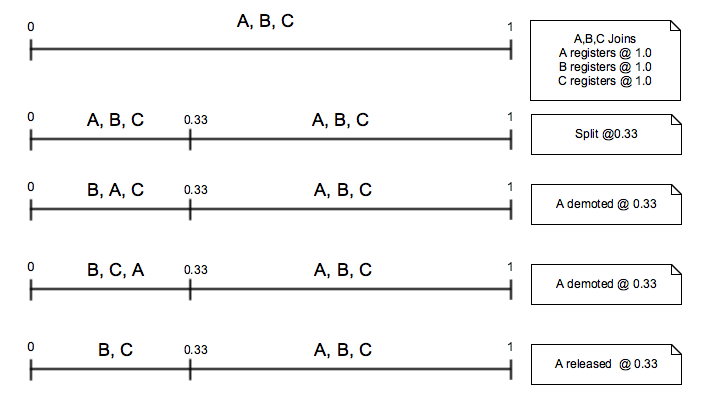 A, B, C
0
1
A,B,C Joins
A registers @ 1.0
B registers @ 1.0
C registers @ 1.0
0
A, B, C
0.33
A, B, C
1
Split @0.33
0
B, A, C
0.33
A, B, C
1
A demoted @ 0.33
0
B, C, A
0.33
A, B, C
1
A demoted @ 0.33
0
B, C
0.33
A, B, C
1
A released @ 0.33